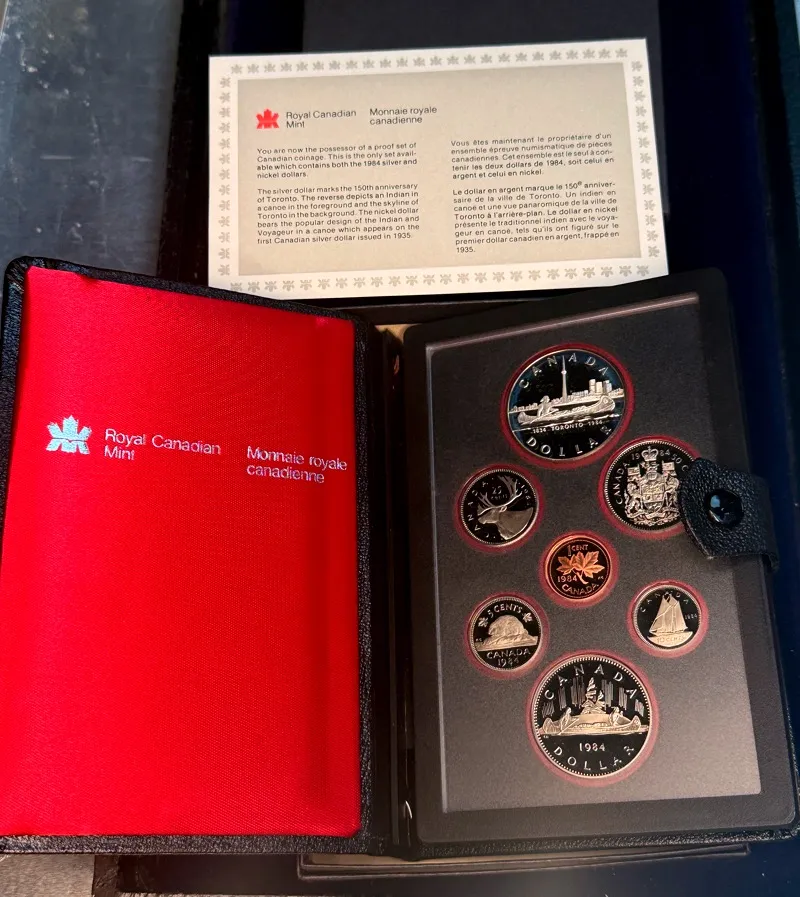 Royal Canadian
Mint
Monnaie royale
canadienne
You are now the possessor of a proof set of
Canadian coinage. This is the only set avail-
able which contains both the 1984 silver and
nickel dollars.
The silver dollar marks the 150th anniversary
of Toronto. The reverse depicts an Indian in
a canoe in the foreground and the skyline of
Toronto in the background. The nickel dollar
bears the popular design of the Indian and
Voyageur in a canoe which appears on the
first Canadian silver dollar issued in 1935.
Vous êtes maintenant le propriétaire d'un
ensemble épreuve numismatique de pièces
canadiennes. Cet ensemble est le seul à con-
tenir les deux dollars de 1984, soit celui en
argent et celui en nickel.
Le dollar en argent marque le 150e anniver-
saire de la ville de Toronto. Un indien en
canoë et une vue panaromique de la ville de
Toronto à l'arrière-plan. Le dollar en nickel
présente le traditionnel indien avec le voya-
geur en canoë, tels qu'ils ont figuré sur le
premier dollar canadien en argent, frappé en
1935.
Royal Canadian
Mint
Monnaie royale
canadienne
CANADA
1834 · TORONTO · 1984
DOLLAR
1984 50 C
CANADA
CANADA
25
1 CENT
1984
CANADA
5 CENTS
CANADA
1984
CANADA
1984
CANADA
1984
DOLLAR